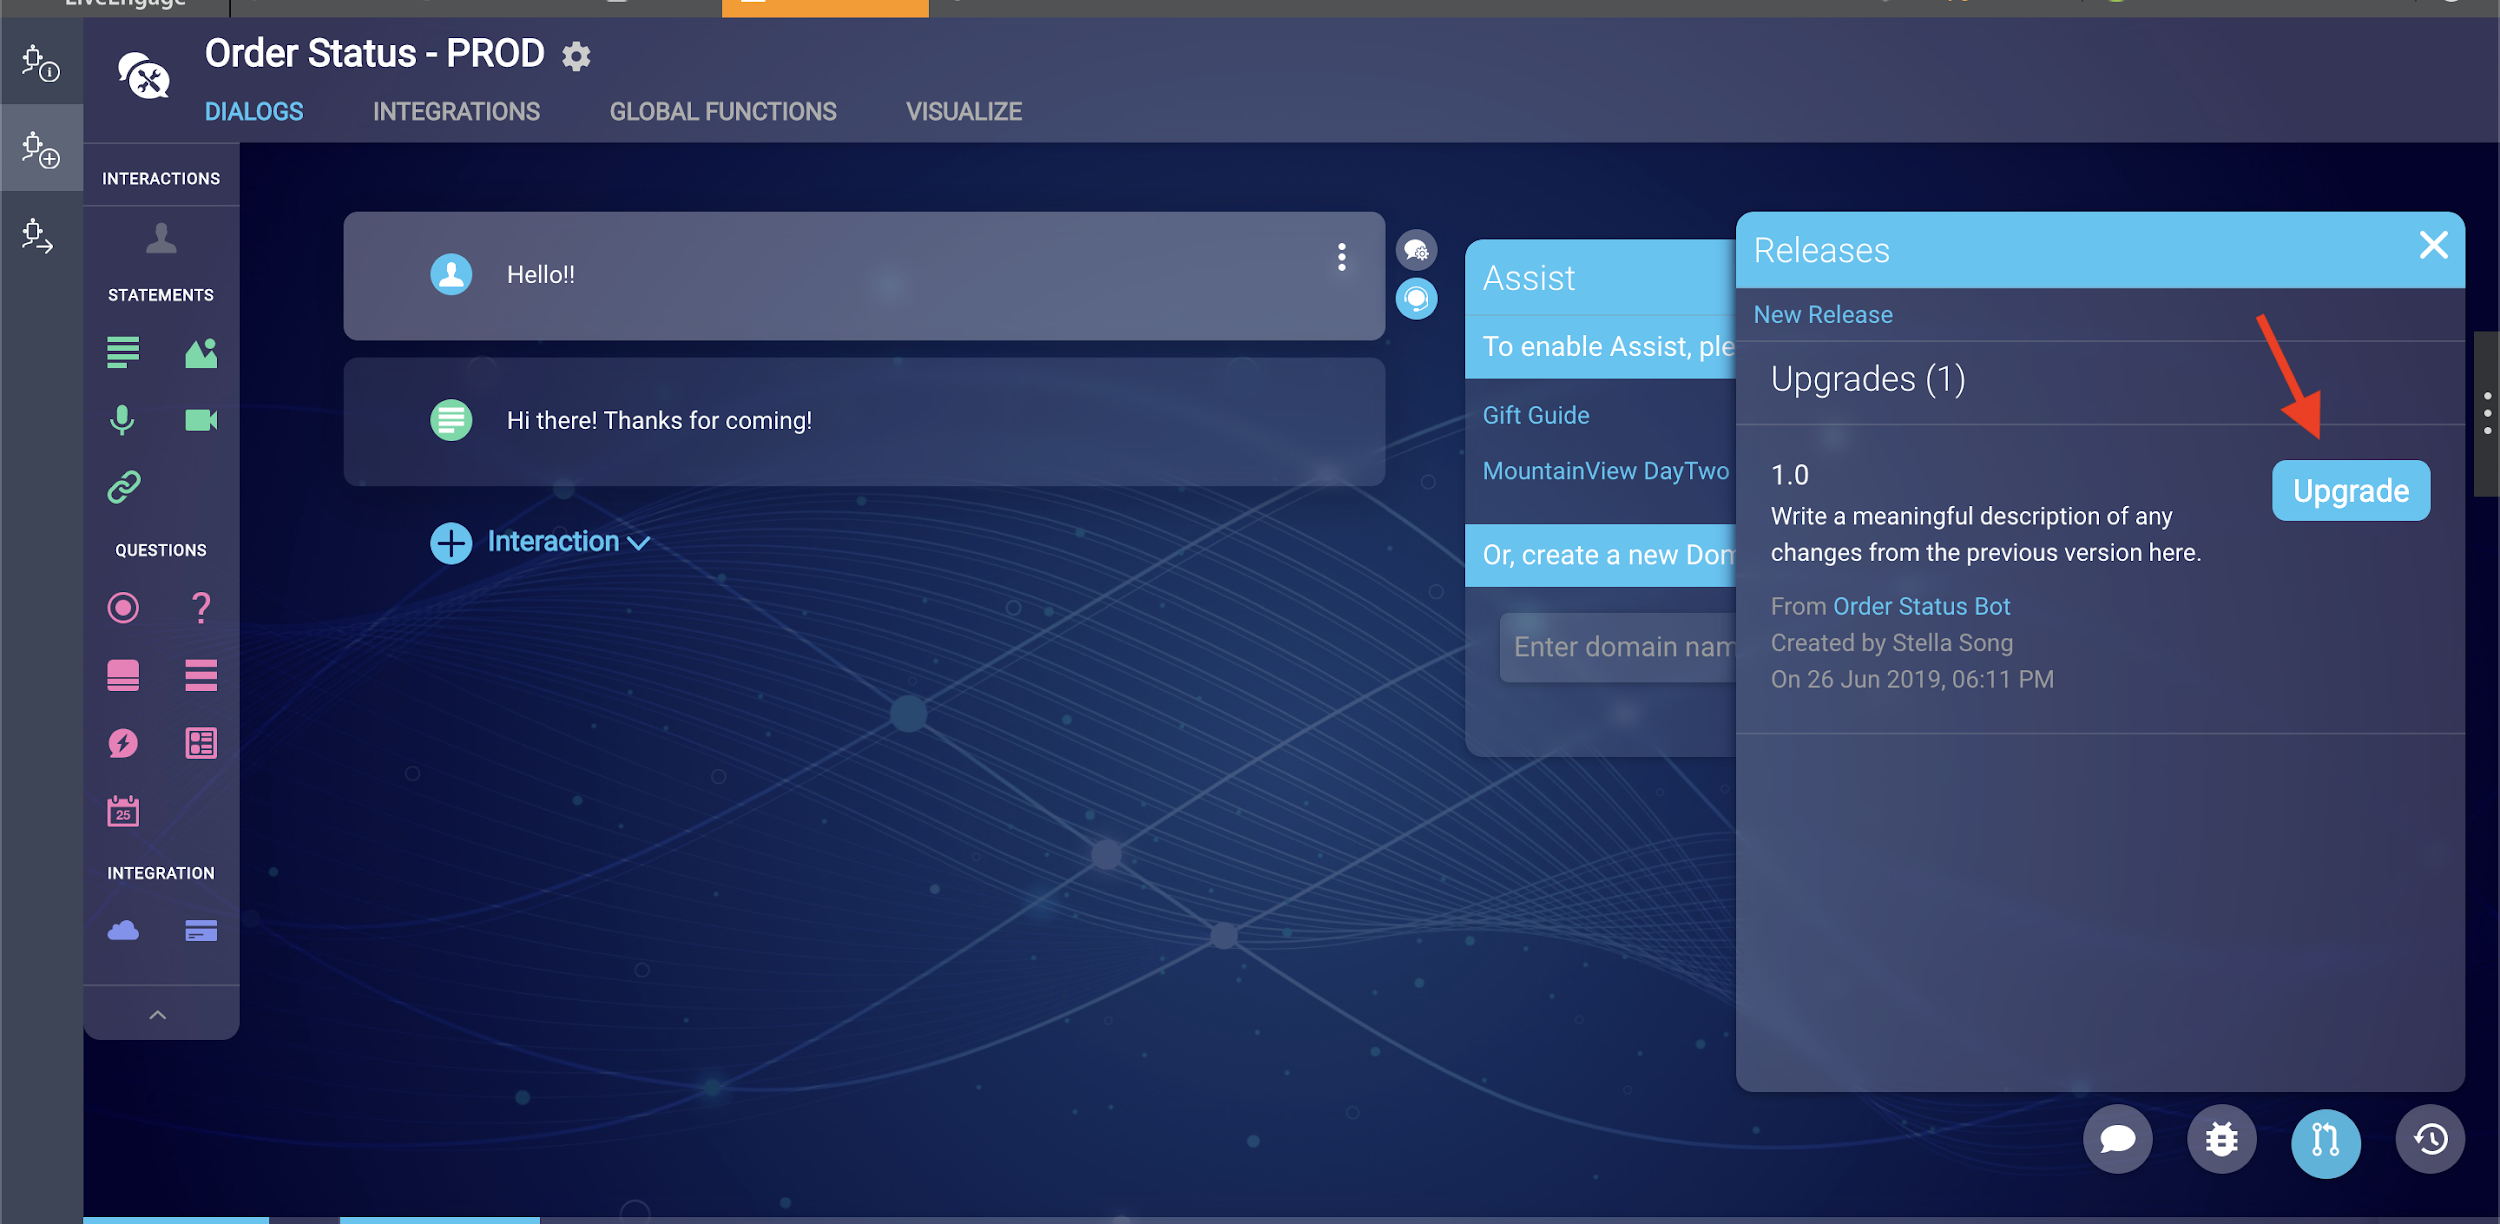 LiveEngage
Order Status - PROD
DIALOGS
INTEGRATIONS
GLOBAL FUNCTIONS
VISUALIZE
INTERACTIONS
STATEMENTS
QUESTIONS
25
INTEGRATION
Hello!!
Hi there! Thanks for coming!
Interaction
Assist
To enable Assist, ple
Gift Guide
MountainView DayTwo
Or, create a new Dom
Enter domain nam
Releases
New Release
Upgrades (1)
1.0
Upgrade
Write a meaningful description of any
changes from the previous version here.
From Order Status Bot
Created by Stella Song
On 26 Jun 2019, 06:11 PM